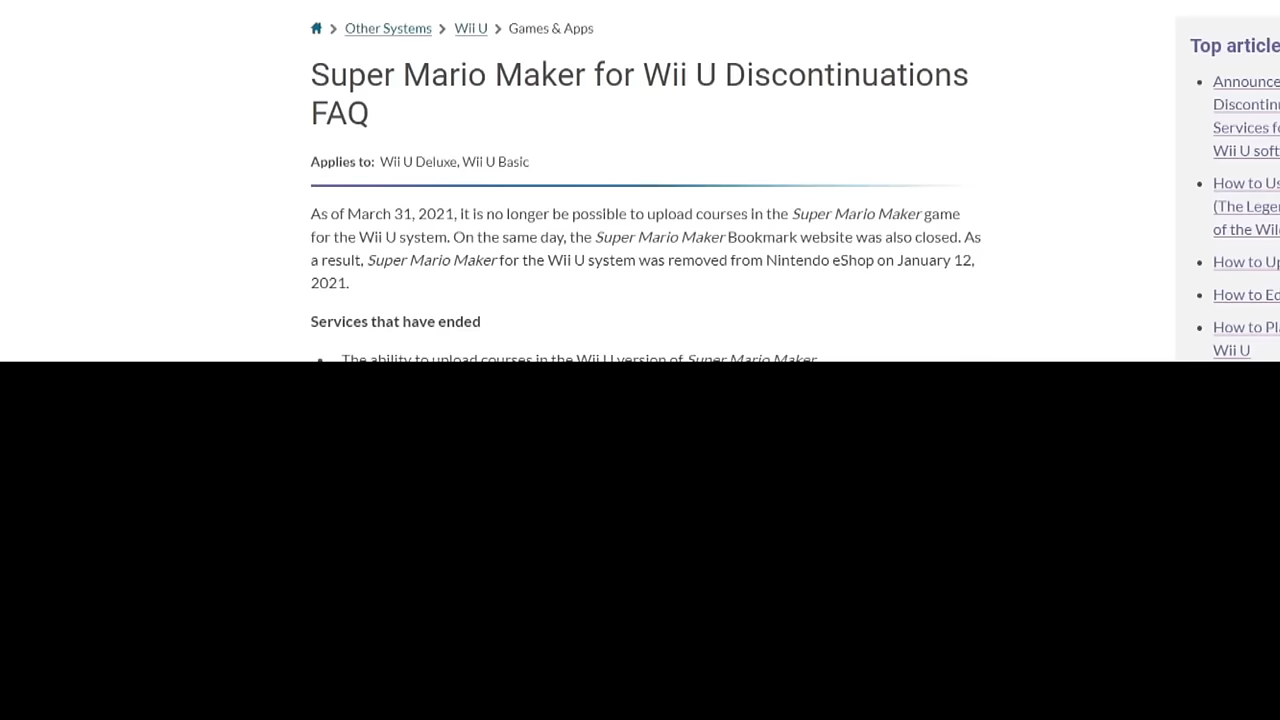 Other Systems > Wii U > Games & Apps
Super Mario Maker for Wii U Discontinuations
FAQ
Applies to: Wii U Deluxe, Wii U Basic
As of March 31, 2021, it is no longer be possible to upload courses in the Super Mario Maker game
for the Wii U system. On the same day, the Super Mario Maker Bookmark website was also closed. As
a result, Super Mario Maker for the Wii U system was removed from Nintendo eShop on January 12,
2021.
Services that have ended
• The ability to upload courses in the Wii U version of Super Mario Maker
Top article
• Announce
Discontin
Services f
Wii U soft
• How to Us
(The Lege
of the Wil
• How to Up
• How to Ed
• How to Pl
Wii U